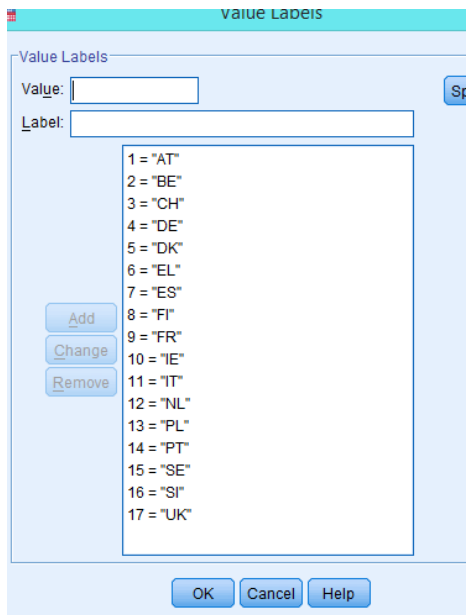 Value Labels
Value Labels
Value:
Sp
Label:
1 = "AT"
2 = "BE"
3 = "CH"
4 = "DE"
5 = "DK"
6 = "EL"
7 = "ES"
8 = "FI"
Add
9 = "FR"
Change
10 = "IE"
11 = "IT"
Remove
12 = "NL"
13 = "PL"
14 = "PT"
15 = "SE"
16 = "SI"
17 = "UK"
OK Cancel Help